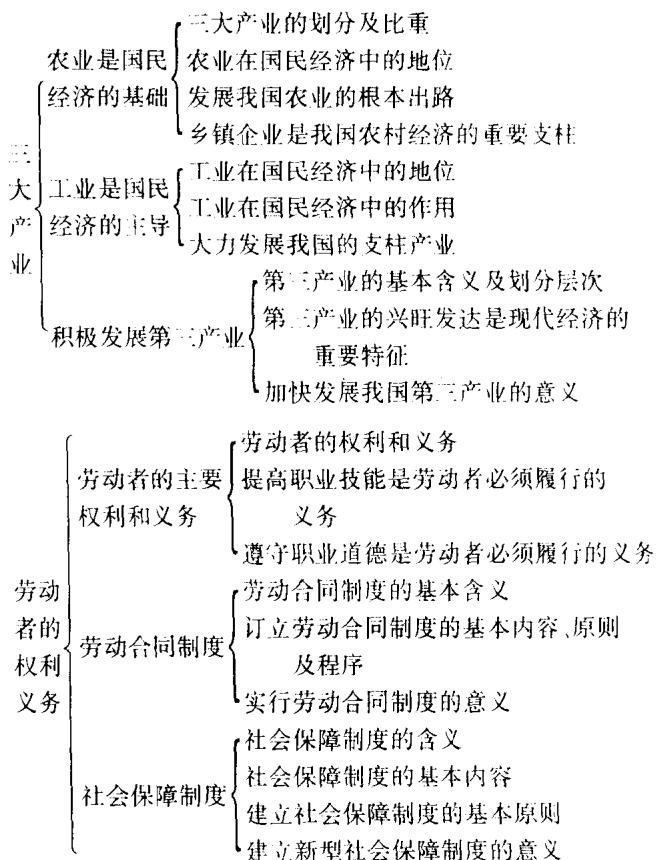 三大产业
农业是国民
经济的基础
三大产业的划分及比重
农业在国民经济中的地位
发展我国农业的根本出路
乡镇企业是我国农村经济的重要支柱
工业是国民
经济的主导
工业在国民经济中的地位
工业在国民经济中的作用
大力发展我国的支柱产业
积极发展第三产业
第三产业的基本含义及划分层次
第三产业的兴旺发达是现代经济的
重要特征
加快发展我国第三产业的意义
劳动
者的
权利
义务
劳动者的主要
权利和义务
劳动者的权利和义务
提高职业技能是劳动者必须履行的
义务
遵守职业道德是劳动者必须履行的义务
劳动合同制度
劳动合同制度的基本含义
订立劳动合同制度的基本内容、原则
及程序
实行劳动合同制度的意义
社会保障制度
社会保障制度的含义
社会保障制度的基本内容
建立社会保障制度的基本原则
建立新型社会保障制度的意义